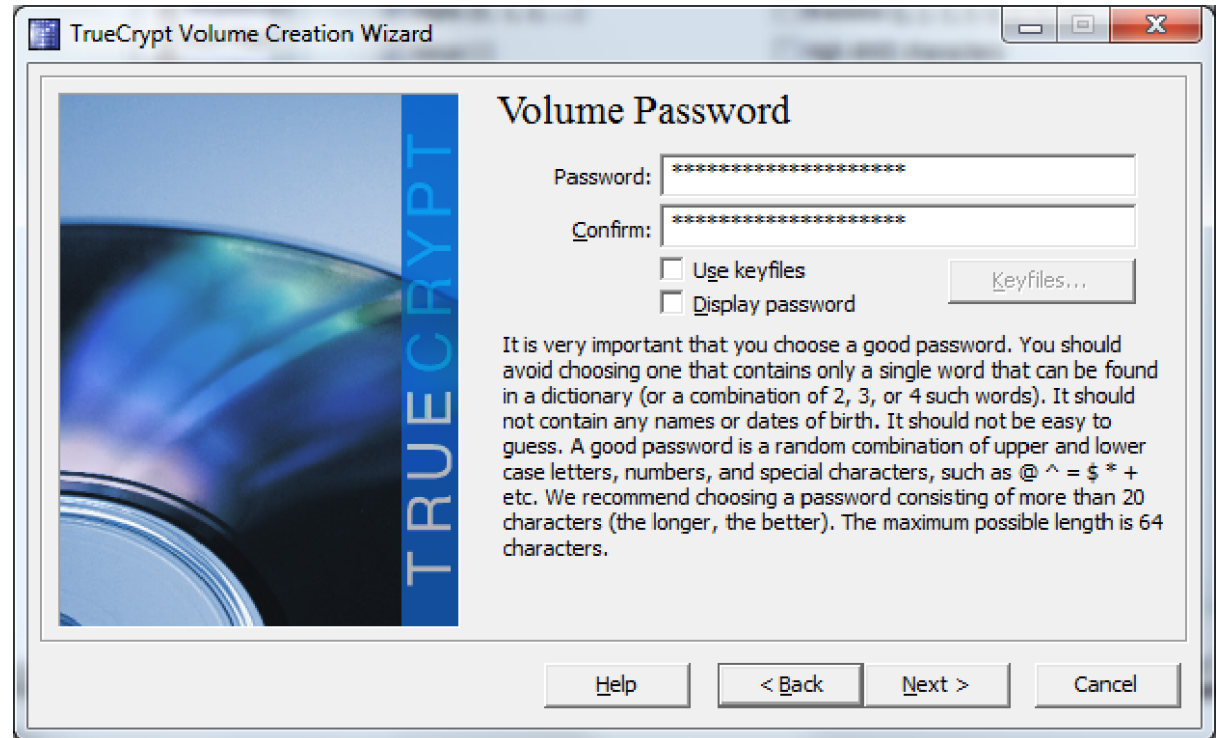 TrueCrypt Volume Creation Wizard
TRUECRYPT
Volume Password
Password: ********************
Confirm: ********************
Use keyfiles
Keyfiles...
Display password
It is very important that you choose a good password. You should
avoid choosing one that contains only a single word that can be found
in a dictionary (or a combination of 2, 3, or 4 such words). It should
not contain any names or dates of birth. It should not be easy to
guess. A good password is a random combination of upper and lower
case letters, numbers, and special characters, such as @ ^ = $ * +
etc. We recommend choosing a password consisting of more than 20
characters (the longer, the better). The maximum possible length is 64
characters.
Help
< Back
Next >
Cancel